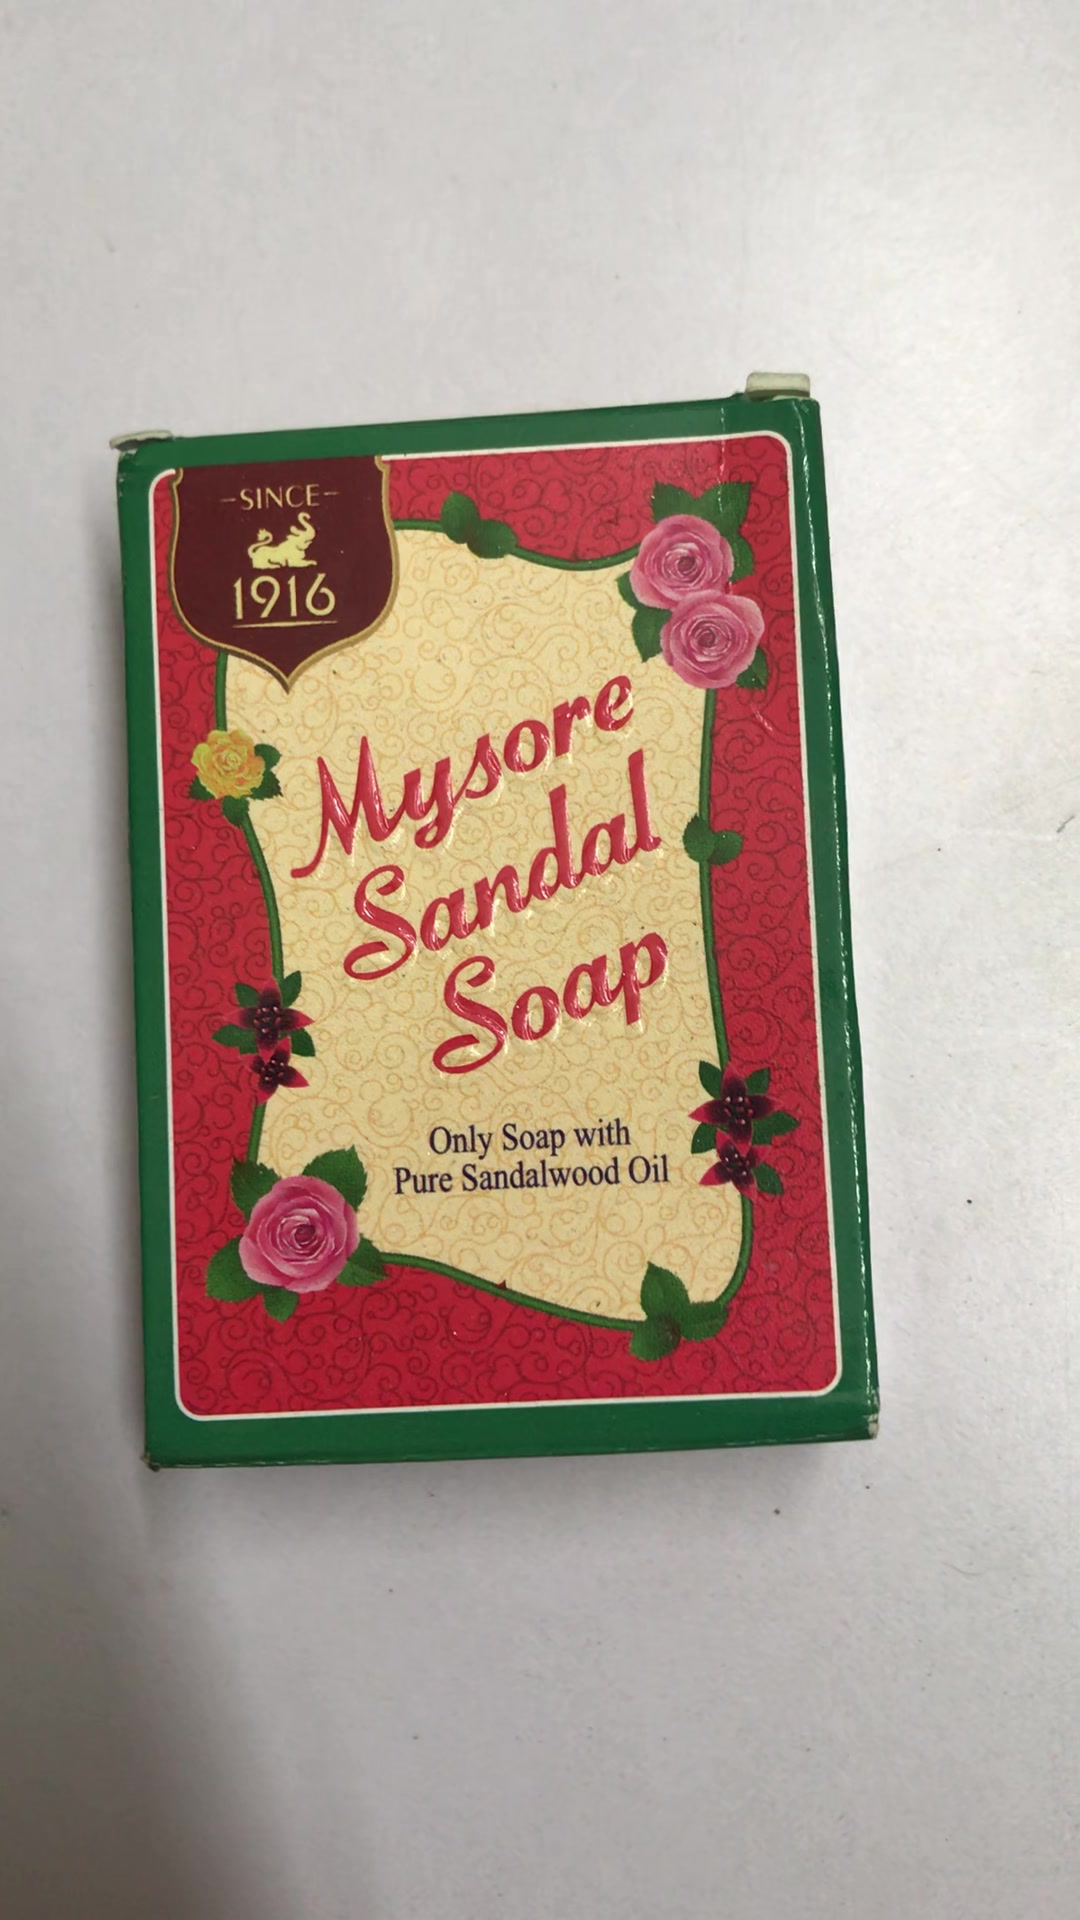 -SINCE-
1916
Mysore
Sandal
Soap
Only Soap with
Pure Sandalwood Oil